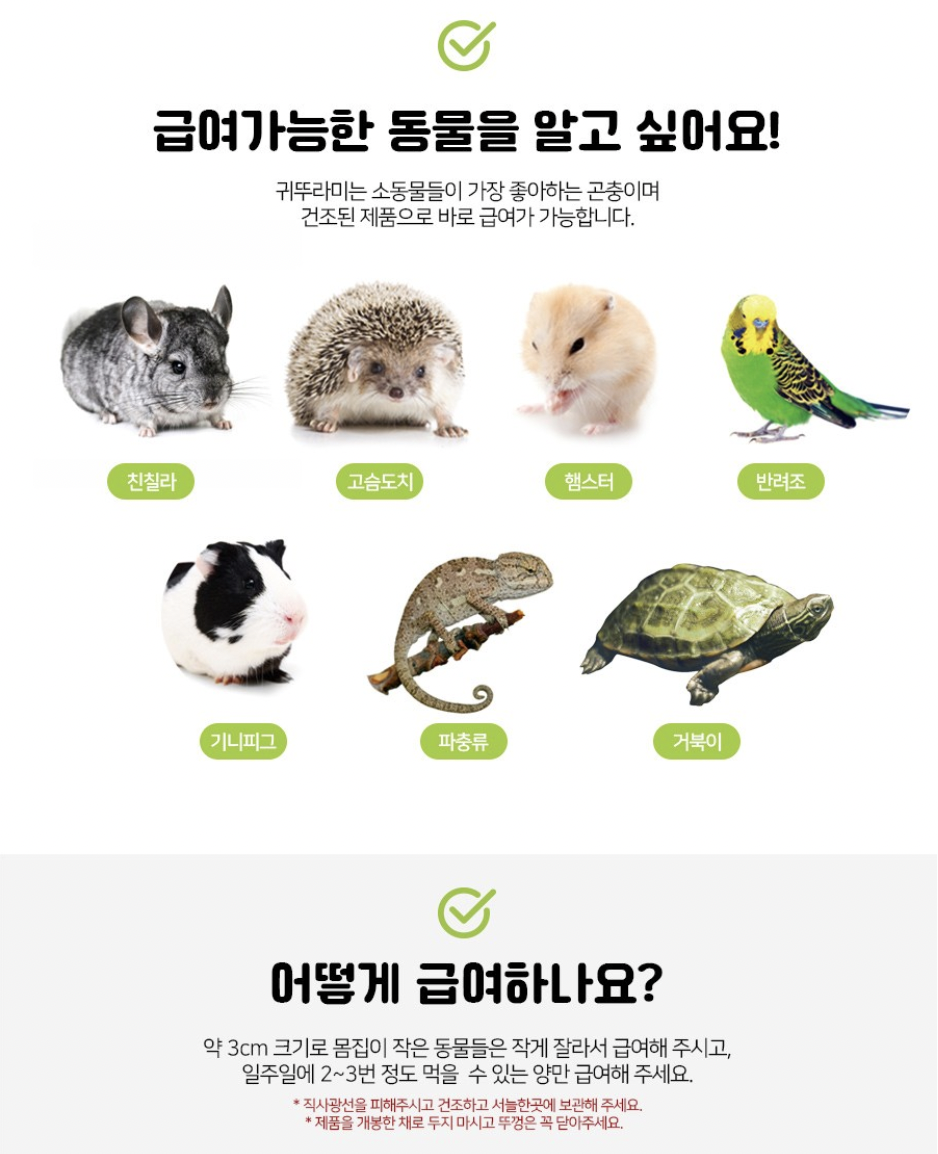 급여가능한 동물을 알고 싶어요!
귀뚜라미는 소동물들이 가장 좋아하는 곤충이며
건조된 제품으로 바로 급여가 가능합니다.
친칠라
고슴도치
햄스터
반려조
기니피그
파충류
거북이
어떻게 급여하나요?
약 3cm 크기로 몸집이 작은 동물들은 작게 잘라서 급여해 주시고,
일주일에 2~3번 정도 먹을 수 있는 양만 급여해 주세요.
* 직사광선을 피해주시고 건조하고 서늘한곳에 보관해 주세요.
* 제품을 개봉한 채로 두지 마시고 뚜껑은 꼭 닫아주세요.